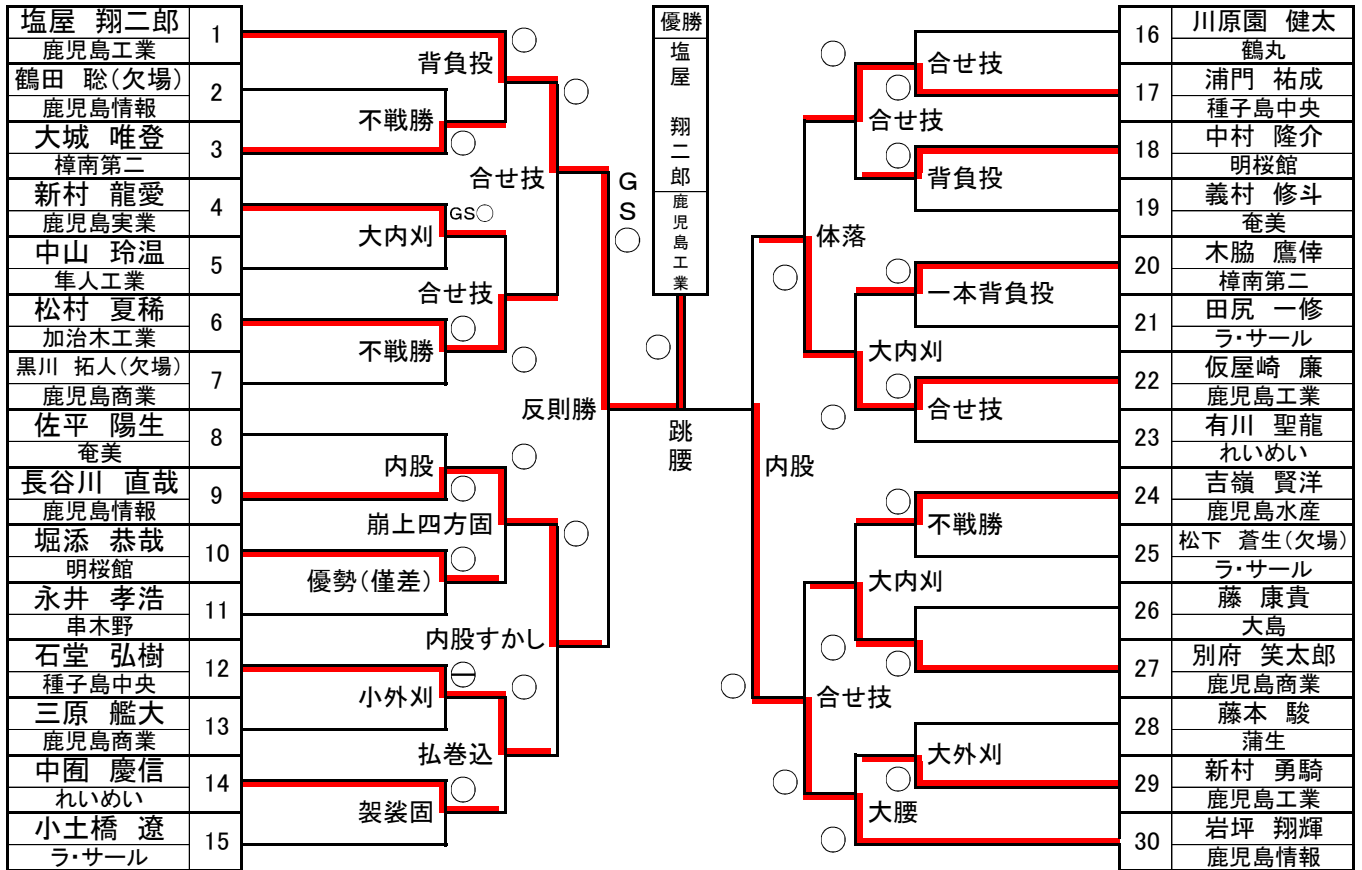 塩屋 翔二郎
1
鹿児島工業
鶴田 聡(欠場)
2
鹿児島情報
大城 唯登
3
樟南第二
新村 龍愛
4
鹿児島実業
中山 玲温
5
隼人工業
松村 夏稀
6
加治木工業
黒川 拓人(欠場)
7
鹿児島商業
佐平 陽生
8
奄美
長谷川 直哉
9
鹿児島情報
堀添 恭哉
10
明桜館
永井 孝浩
11
串木野
石堂 弘樹
12
種子島中央
三原 艦大
13
鹿児島商業
中囿 慶信
14
れいめい
小土橋 遼
15
ラ・サール
背負投
不戦勝
合せ技
GS○
大内刈
合せ技
不戦勝
反則勝
内股
崩上四方固
優勢(僅差)
内股すかし
小外刈
払巻込
袈裟固
GS
優勝
塩屋 翔二郎
鹿児島工業
跳腰
合せ技
合せ技
背負投
体落
一本背負投
大内刈
合せ技
内股
不戦勝
大内刈
合せ技
大外刈
大腰
16
川原園 健太
鶴丸
17
浦門 祐成
種子島中央
18
中村 隆介
明桜館
19
義村 修斗
奄美
20
木脇 鷹倖
樟南第二
21
田尻 一修
ラ・サール
22
仮屋崎 廉
鹿児島工業
23
有川 聖龍
れいめい
24
吉嶺 賢洋
鹿児島水産
25
松下 蒼生(欠場)
ラ・サール
26
藤 康貴
大島
27
別府 笑太郎
鹿児島商業
28
藤本 駿
蒲生
29
新村 勇騎
鹿児島工業
30
岩坪 翔輝
鹿児島情報